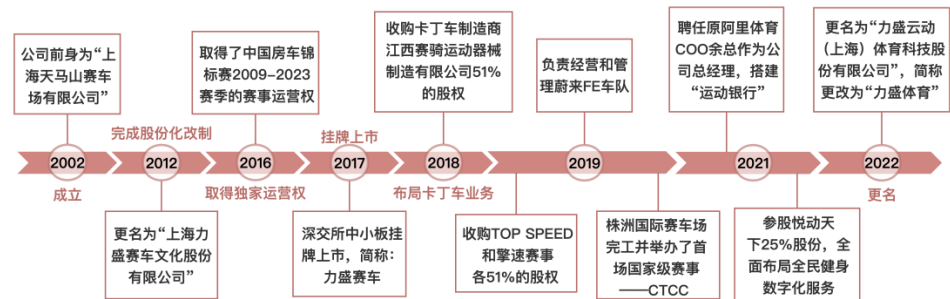 公司前身为“上
海天马山赛车
场有限公司”
取得了中国房车锦
标赛2009-2023
赛季的赛事运营权
收购卡丁车制造商
江西赛骑运动器械
制造有限公司51%
的股权
负责经营和管
理蔚来FE车队
聘任原阿里体育
COO余总作为公
司总经理，搭建
“运动银行”
更名为“力盛云动
（上海）体育科技股
份有限公司”，简称
更改为“力盛体育”
完成股份化改制
挂牌上市
2002
2012
2016
2017
2018
2019
2021
2022
成立
取得独家运营权
布局卡丁车业务
更名
更名为“上海力
盛赛车文化股份
有限公司”
深交所中小板挂
牌上市，简称：
力盛赛车
收购TOP SPEED
和擎速赛事
各51%的股权
株洲国际赛车场
完工并举办了首
场国家级赛事
——CTCC
参股悦动天
下25%股份，全
面布局全民健身
数字化服务